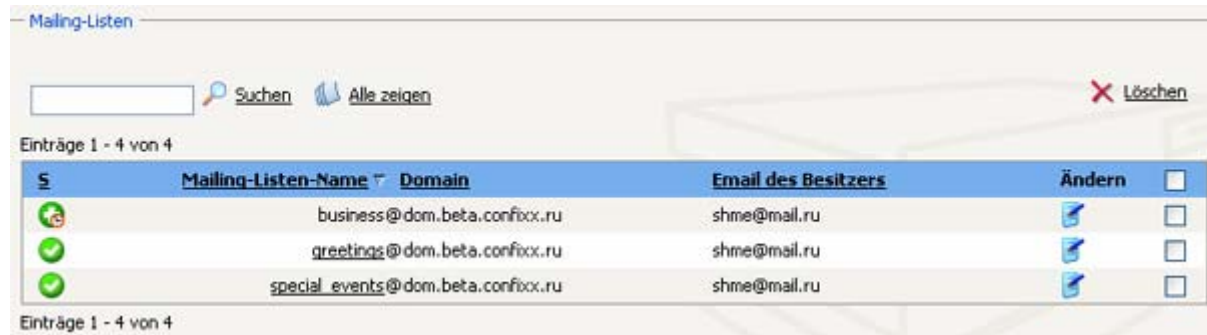 Mailing-Listen
Suchen Alle zeigen Löschen
Einträge 1 - 4 von 4
S Mailing-Listen-Name Domain Email des Besitzers Ändern
business@dom.beta.confixx.ru shme@mail.ru
greetings@dom.beta.confixx.ru shme@mail.ru
special_events@dom.beta.confixx.ru shme@mail.ru
Einträge 1 - 4 von 4